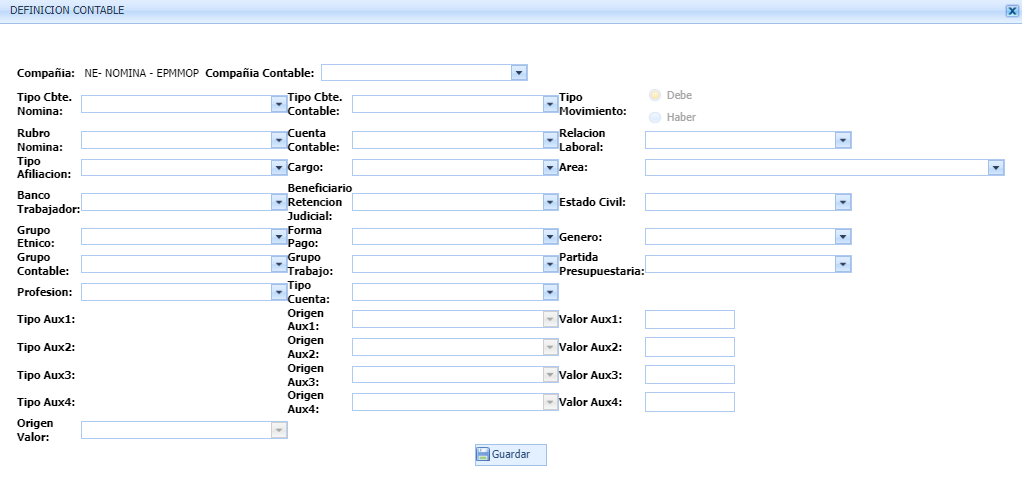 DEFINICION CONTABLE
Compañia: NE- NOMINA - EPMMOP Compañia Contable:
Tipo Cbte. Nomina: Tipo Cbte. Contable: Tipo Movimiento: Debe
Haber
Rubro Nomina: Cuenta Contable: Relacion Laboral:
Tipo Afiliacion: Cargo: Area:
Banco Trabajador: Beneficiario Retencion Judicial: Estado Civil:
Grupo Etnico: Forma Pago: Genero:
Grupo Contable: Grupo Trabajo: Partida Presupuestaria:
Profesion: Tipo Cuenta:
Tipo Aux1: Origen Aux1: Valor Aux1:
Tipo Aux2: Origen Aux2: Valor Aux2:
Tipo Aux3: Origen Aux3: Valor Aux3:
Tipo Aux4: Origen Aux4: Valor Aux4:
Origen Valor:
Guardar